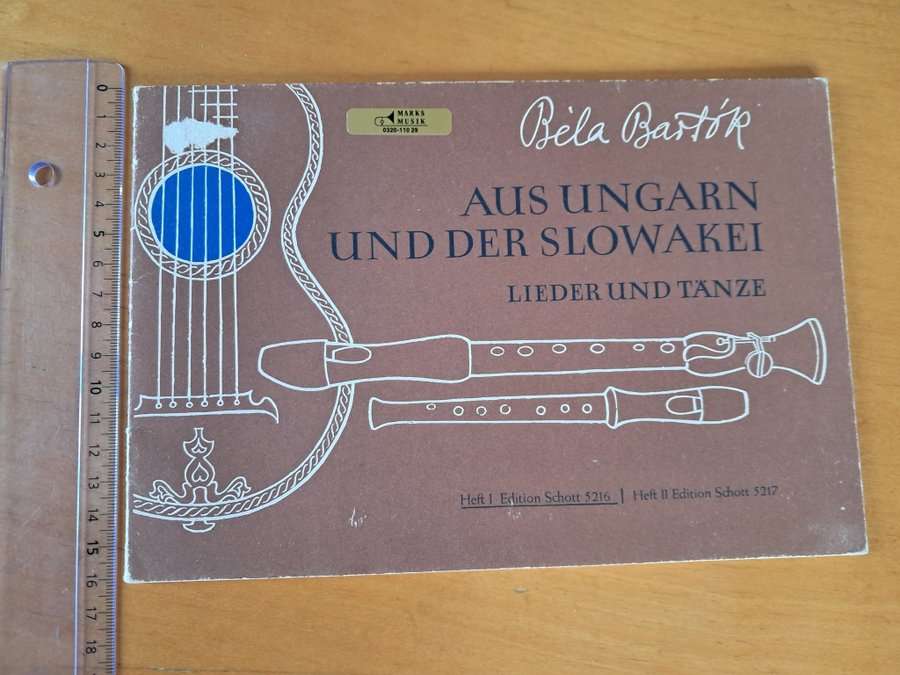 MARKS
MUSIK
0320-110 29
Béla Bartók
AUS UNGARN
UND DER SLOWAKEI
LIEDER UND TÄNZE
Heft I Edition Schott 5216 | Heft II Edition Schott 5217
0
1
2
3
4
5
6
7
8
9
10
11
12
13
14
15
16
17
18